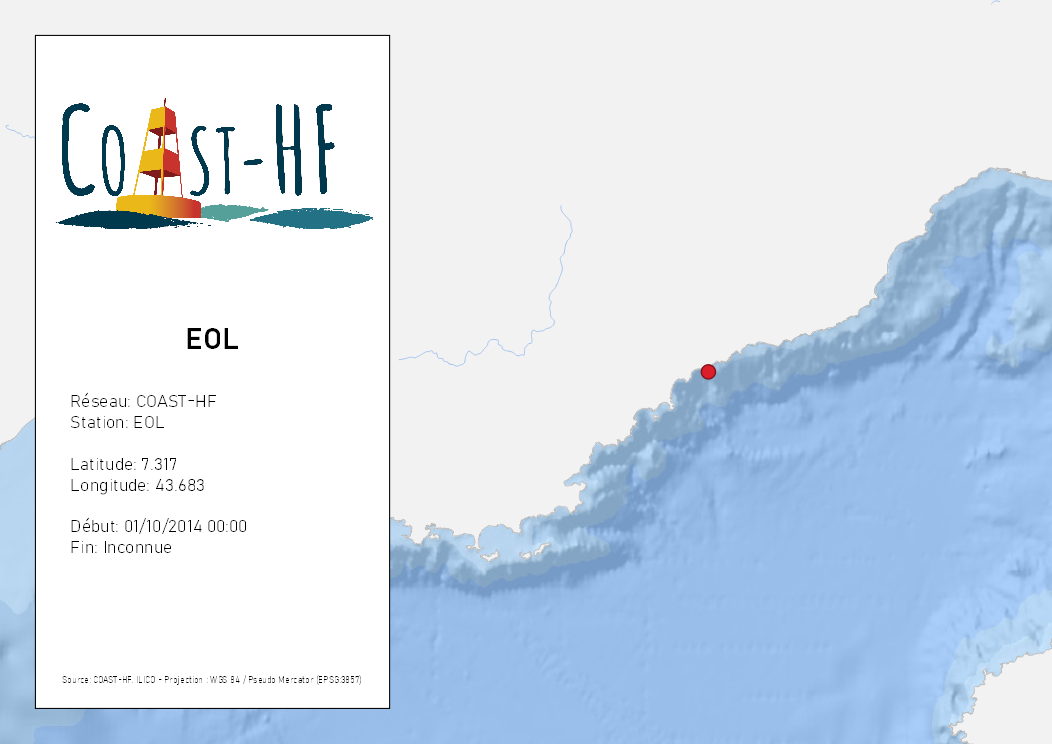 COAST-HF
EOL
Réseau: COAST-HF
Station: EOL
Latitude: 7.317
Longitude: 43.683
Début: 01/10/2014 00:00
Fin: Inconnue
Source: COAST-HF, ILICO - Projection : WGS 84 / Pseudo Mercator (EPSG:3857)